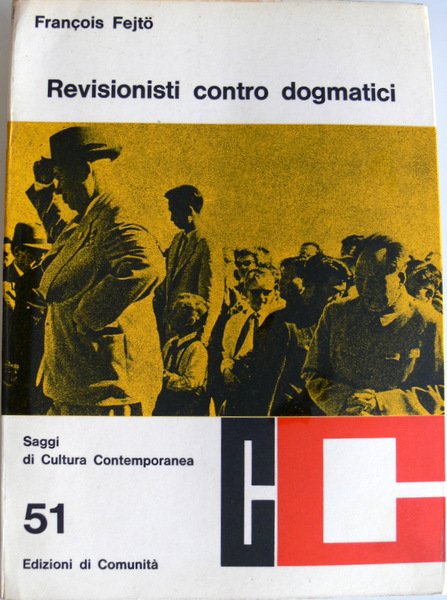 François Fejtö
Revisionisti contro dogmatici
Saggi
di Cultura Contemporanea
51
Edizioni di Comunità